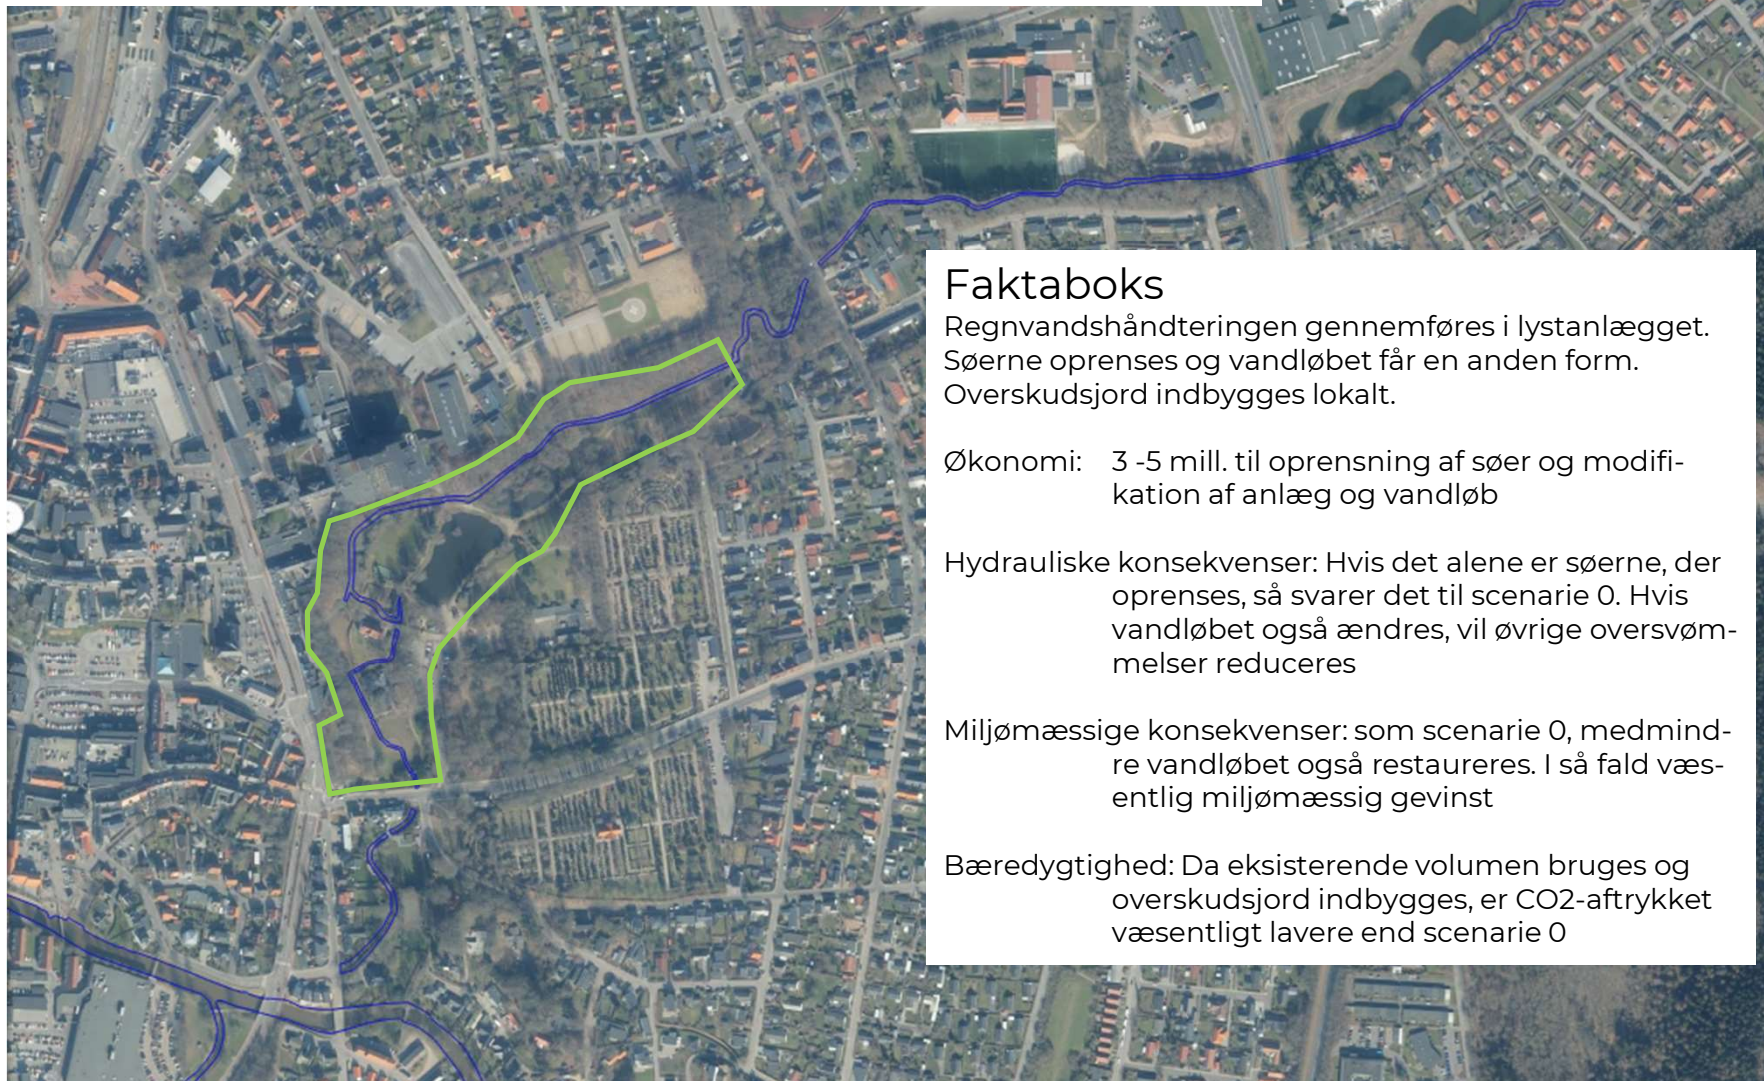 Faktaboks
Regnvandshåndteringen gennemføres i lystanlægget.
Søerne oprenses og vandløbet får en anden form.
Overskudsjord indbygges lokalt.
Økonomi: 3 -5 mill. til oprensning af søer og modifi-
kation af anlæg og vandløb
Hydrauliske konsekvenser: Hvis det alene er søerne, der
oprenses, så svarer det til scenarie 0. Hvis
vandløbet også ændres, vil øvrige oversvøm-
melser reduceres
Miljømæssige konsekvenser: som scenarie 0, medmind-
re vandløbet også restaureres. I så fald væs-
entlig miljømæssig gevinst
Bæredygtighed: Da eksisterende volumen bruges og
overskudsjord indbygges, er CO2-aftrykket
væsentligt lavere end scenarie 0